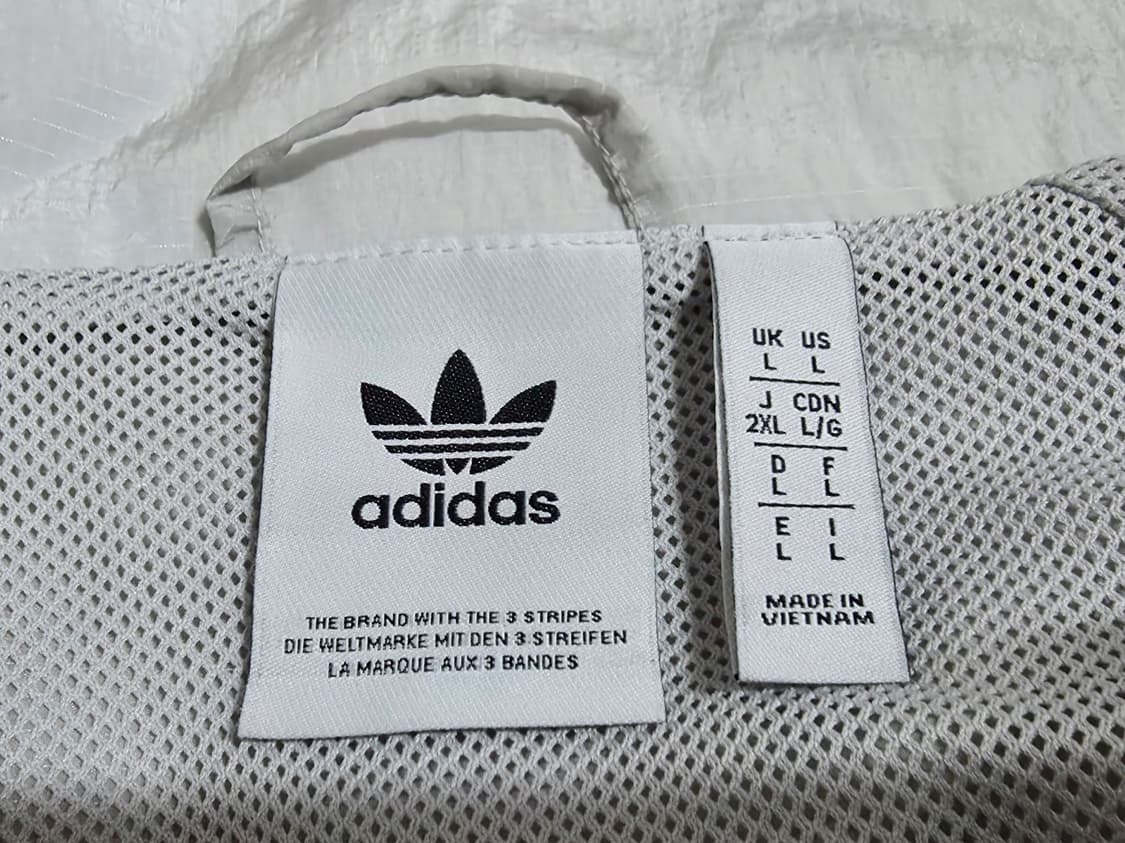 adidas
THE BRAND WITH THE 3 STRIPES
DIE WELTMARKE MIT DEN 3 STREIFEN
LA MARQUE AUX 3 BANDES
UK US
L L
J CDN
2XL L/G
D F
L L
E I
L L
MADE IN
VIETNAM